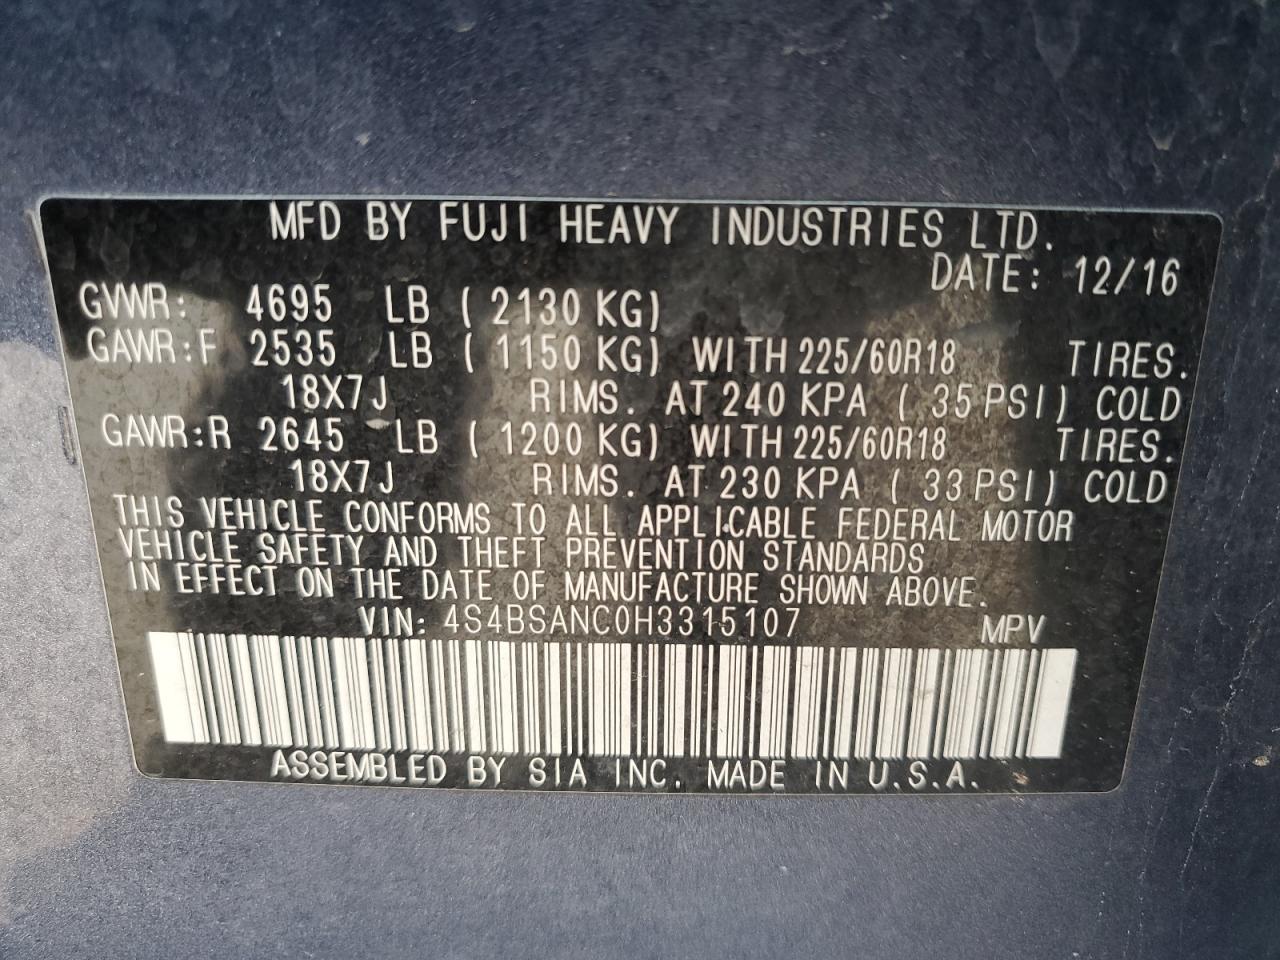 MFD BY FUJI HEAVY INDUSTRIES LTD.
DATE: 12/16
GVWR: 4695 LB ( 2130 KG)
GAWR:F 2535 LB ( 1150 KG) WITH 225/60R18 TIRES.
18X7J RIMS. AT 240 KPA ( 35 PSI) COLD
GAWR:R 2645 LB ( 1200 KG) WITH 225/60R18 TIRES.
18X7J RIMS. AT 230 KPA ( 33 PSI) COLD
THIS VEHICLE CONFORMS TO ALL APPLICABLE FEDERAL MOTOR
VEHICLE SAFETY AND THEFT PREVENTION STANDARDS
IN EFFECT ON THE DATE OF MANUFACTURE SHOWN ABOVE.
VIN: 4S4BSANC0H3315107 MPV
ASSEMBLED BY SIA INC. MADE IN U.S.A.